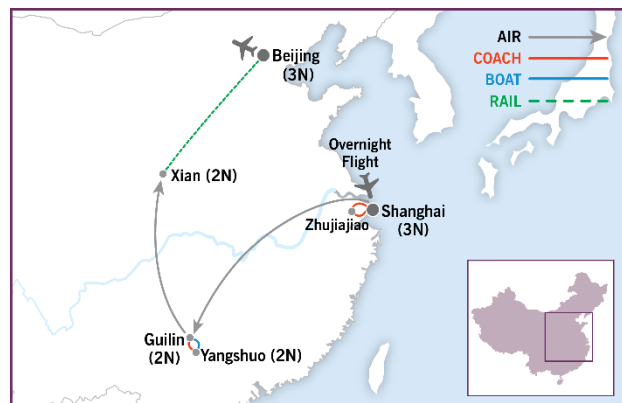 AIR
COACH
BOAT
RAIL
Beijing
(3N)
Xian (2N)
Overnight
Flight
Shanghai
(3N)
Zhujiajiao
Guilin
(2N)
Yangshuo (2N)